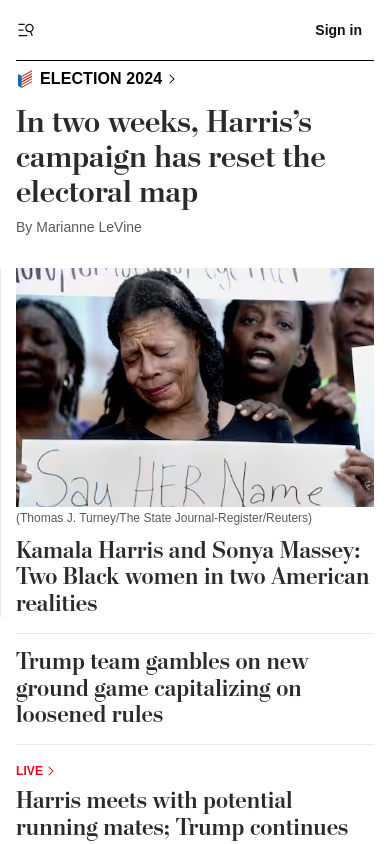 Sign in
ELECTION 2024
In two weeks, Harris’s
campaign has reset the
electoral map
By Marianne LeVine
Say HER Name
(Thomas J. Turney/The State Journal-Register/Reuters)
Kamala Harris and Sonya Massey:
Two Black women in two American
realities
Trump team gambles on new
ground game capitalizing on
loosened rules
LIVE
Harris meets with potential
running mates; Trump continues